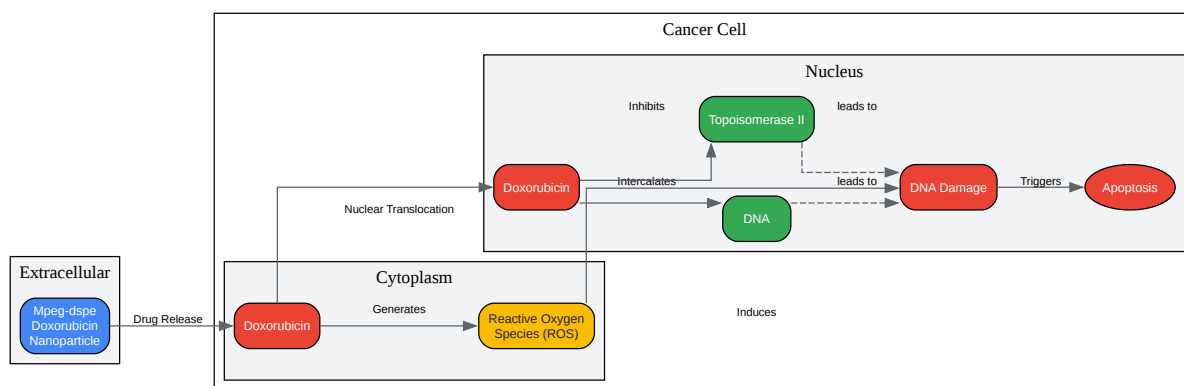 Cancer Cell
Nucleus
Inhibits
Topoisomerase II
leads to
Doxorubicin
Intercalates
leads to
DNA Damage
Triggers
Apoptosis
DNA
Nuclear Translocation
Extracellular
Mpeg-dspe
Doxorubicin
Nanoparticle
Drug Release
Cytoplasm
Doxorubicin
Generates
Reactive Oxygen
Species (ROS)
Induces